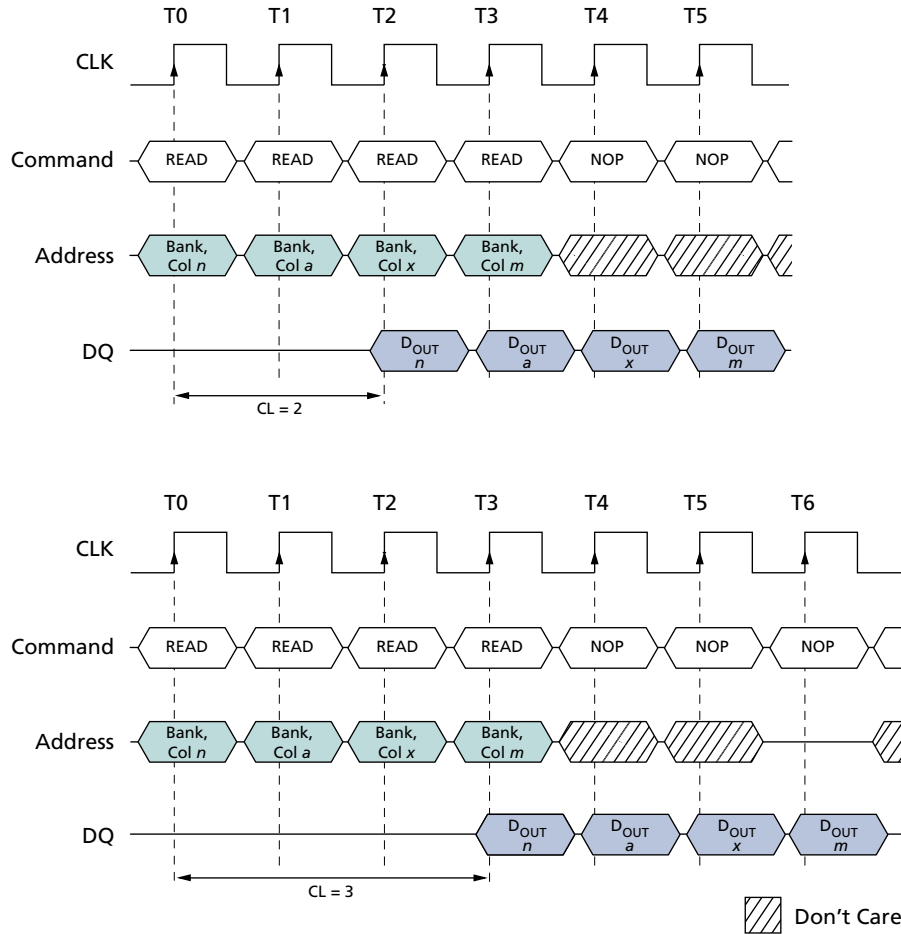 T0 T1 T2 T3 T4 T5
CLK
Command READ READ READ READ NOP NOP
Address Bank, Col n Bank, Col a Bank, Col x Bank, Col m
DQ DOUT n DOUT a DOUT x DOUT m
CL = 2
T0 T1 T2 T3 T4 T5 T6
CLK
Command READ READ READ READ NOP NOP NOP
Address Bank, Col n Bank, Col a Bank, Col x Bank, Col m
DQ DOUT n DOUT a DOUT x DOUT m
CL = 3
Don't Care